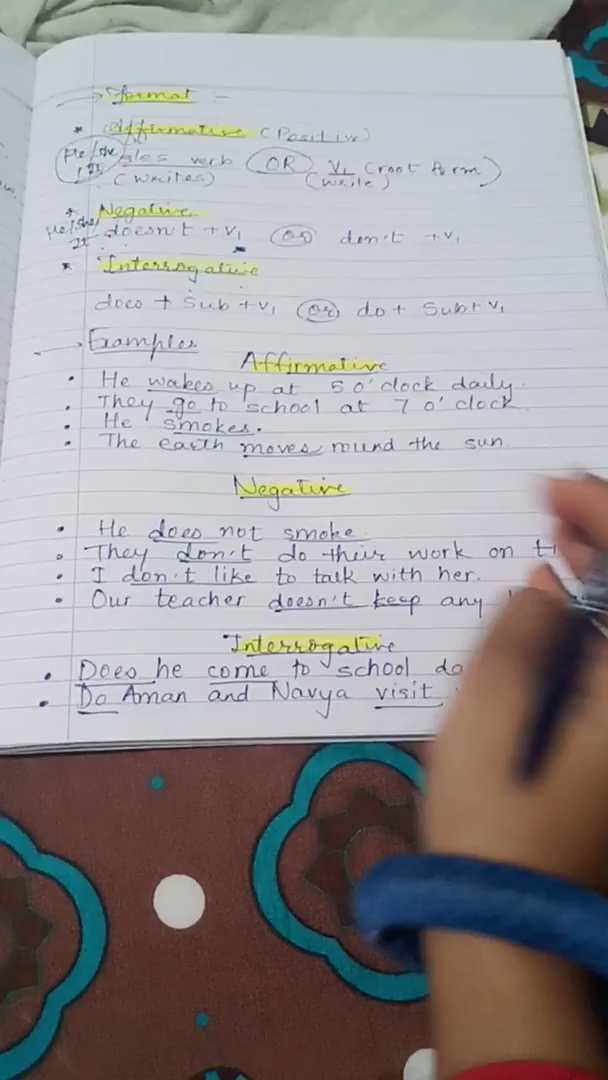 → Format :-
* Affirmative (Positive)
He/she It s/es verb OR V1 (root form)
(writes) (write)
* Negative
He/she It doesn't + V1 OR don't + V1
* Interrogative
does + Sub + V1 OR do + Sub + V1
→ Examples
Affirmative
• He wakes up at 5 o'clock daily.
• They go to school at 7 o'clock
• He smokes.
• The earth moves round the sun.
Negative
• He does not smoke.
• They don't do their work on
• I don't like to talk with her.
• Our teacher doesn't keep any
Interrogative
• Does he come to school
• Do Aman and Navya visit